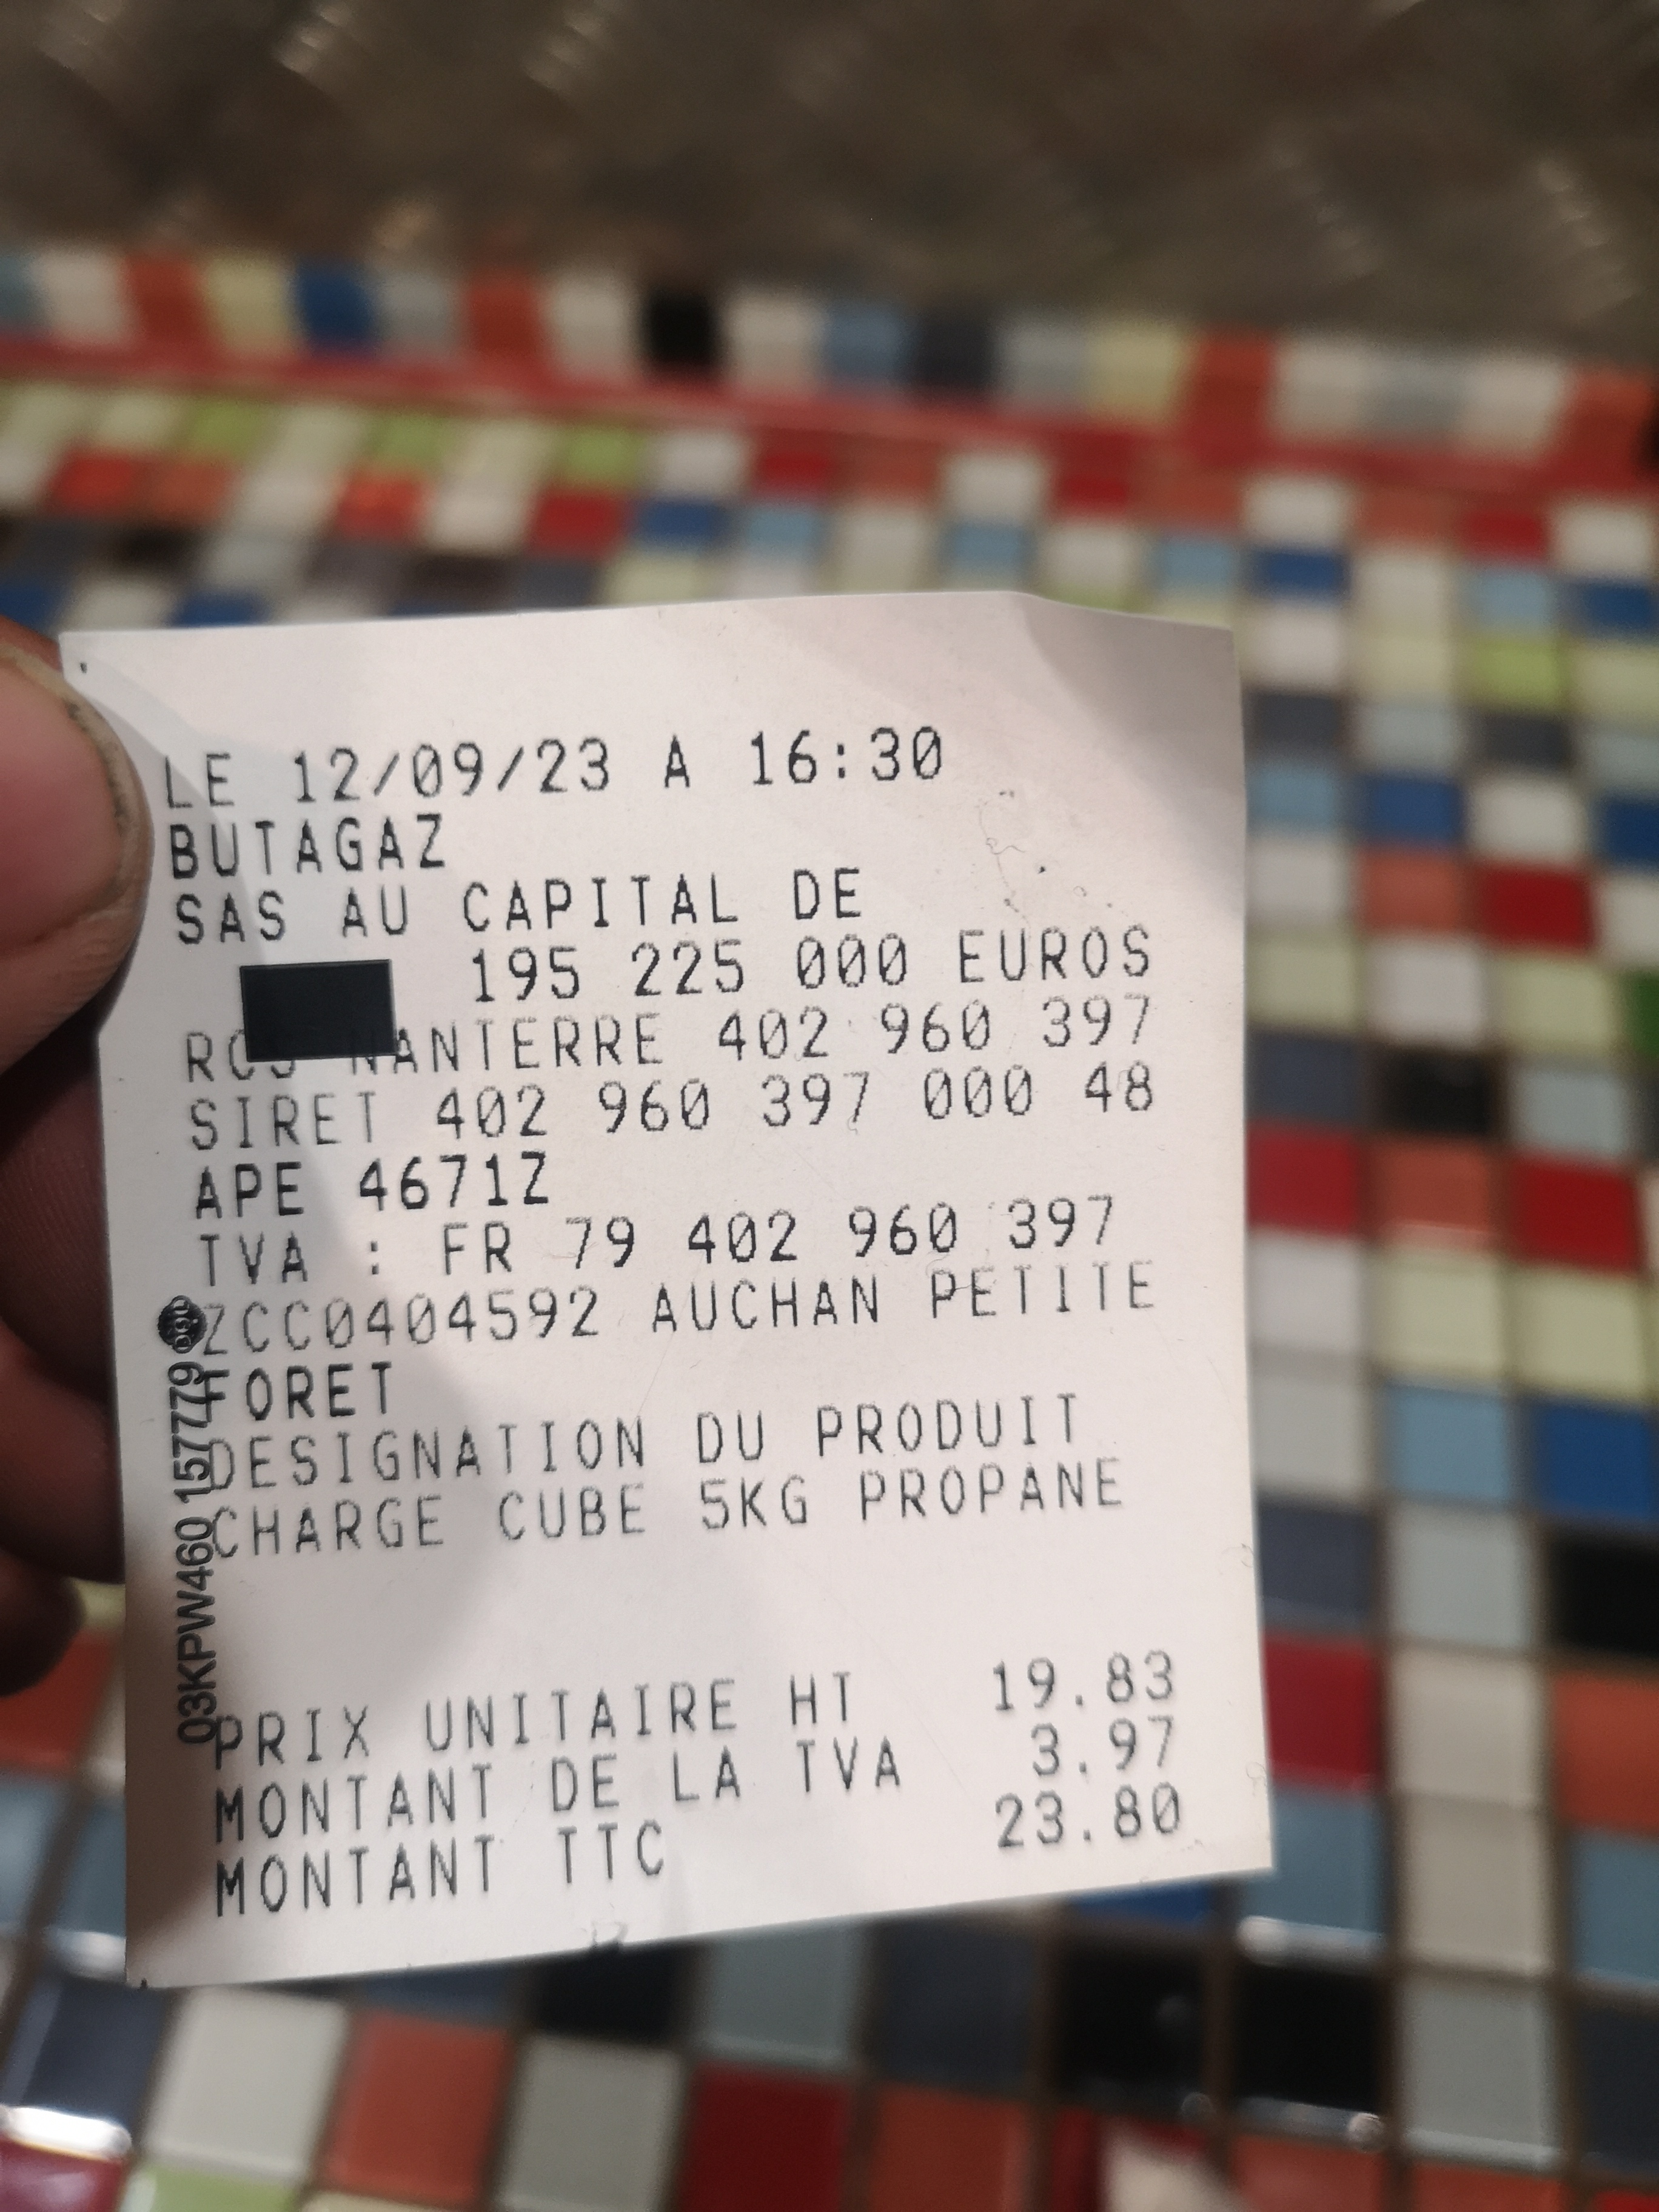 LE 12/09/23 A 16:30
BUTAGAZ
SAS AU CAPITAL DE
195 225 000 EUROS
RCS NANTERRE 402 960 397
SIRET 402 960 397 000 48
APE 4671Z
TVA : FR 79 402 960 397
ZCC0404592 AUCHAN PETITE
FORET
DESIGNATION DU PRODUIT
CHARGE CUBE 5KG PROPANE
PRIX UNITAIRE HT 19.83
MONTANT DE LA TVA 3.97
MONTANT TTC 23.80
03KPW460 157779